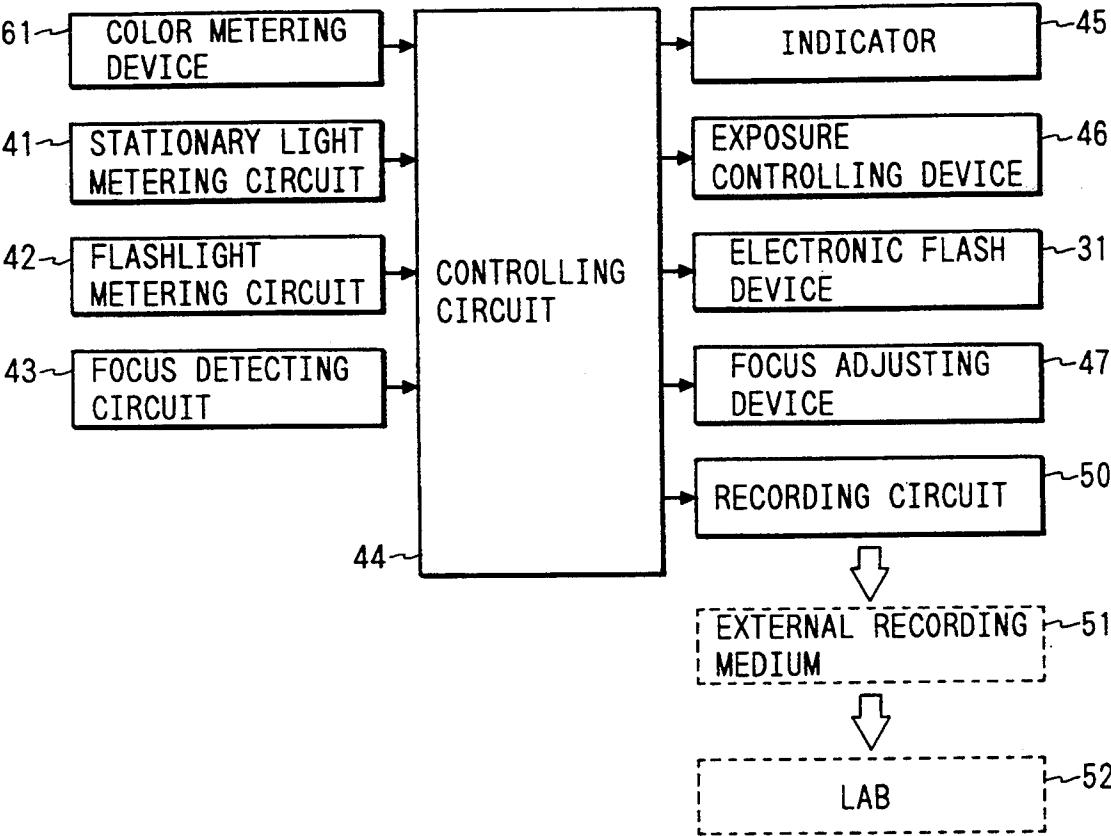 61
COLOR METERING
DEVICE
41
STATIONARY LIGHT
METERING CIRCUIT
42
FLASHLIGHT
METERING CIRCUIT
43
FOCUS DETECTING
CIRCUIT
CONTROLLING
CIRCUIT
44
INDICATOR
45
EXPOSURE
CONTROLLING DEVICE
46
ELECTRONIC FLASH
DEVICE
31
FOCUS ADJUSTING
DEVICE
47
RECORDING CIRCUIT
50
EXTERNAL RECORDING
MEDIUM
51
LAB
52